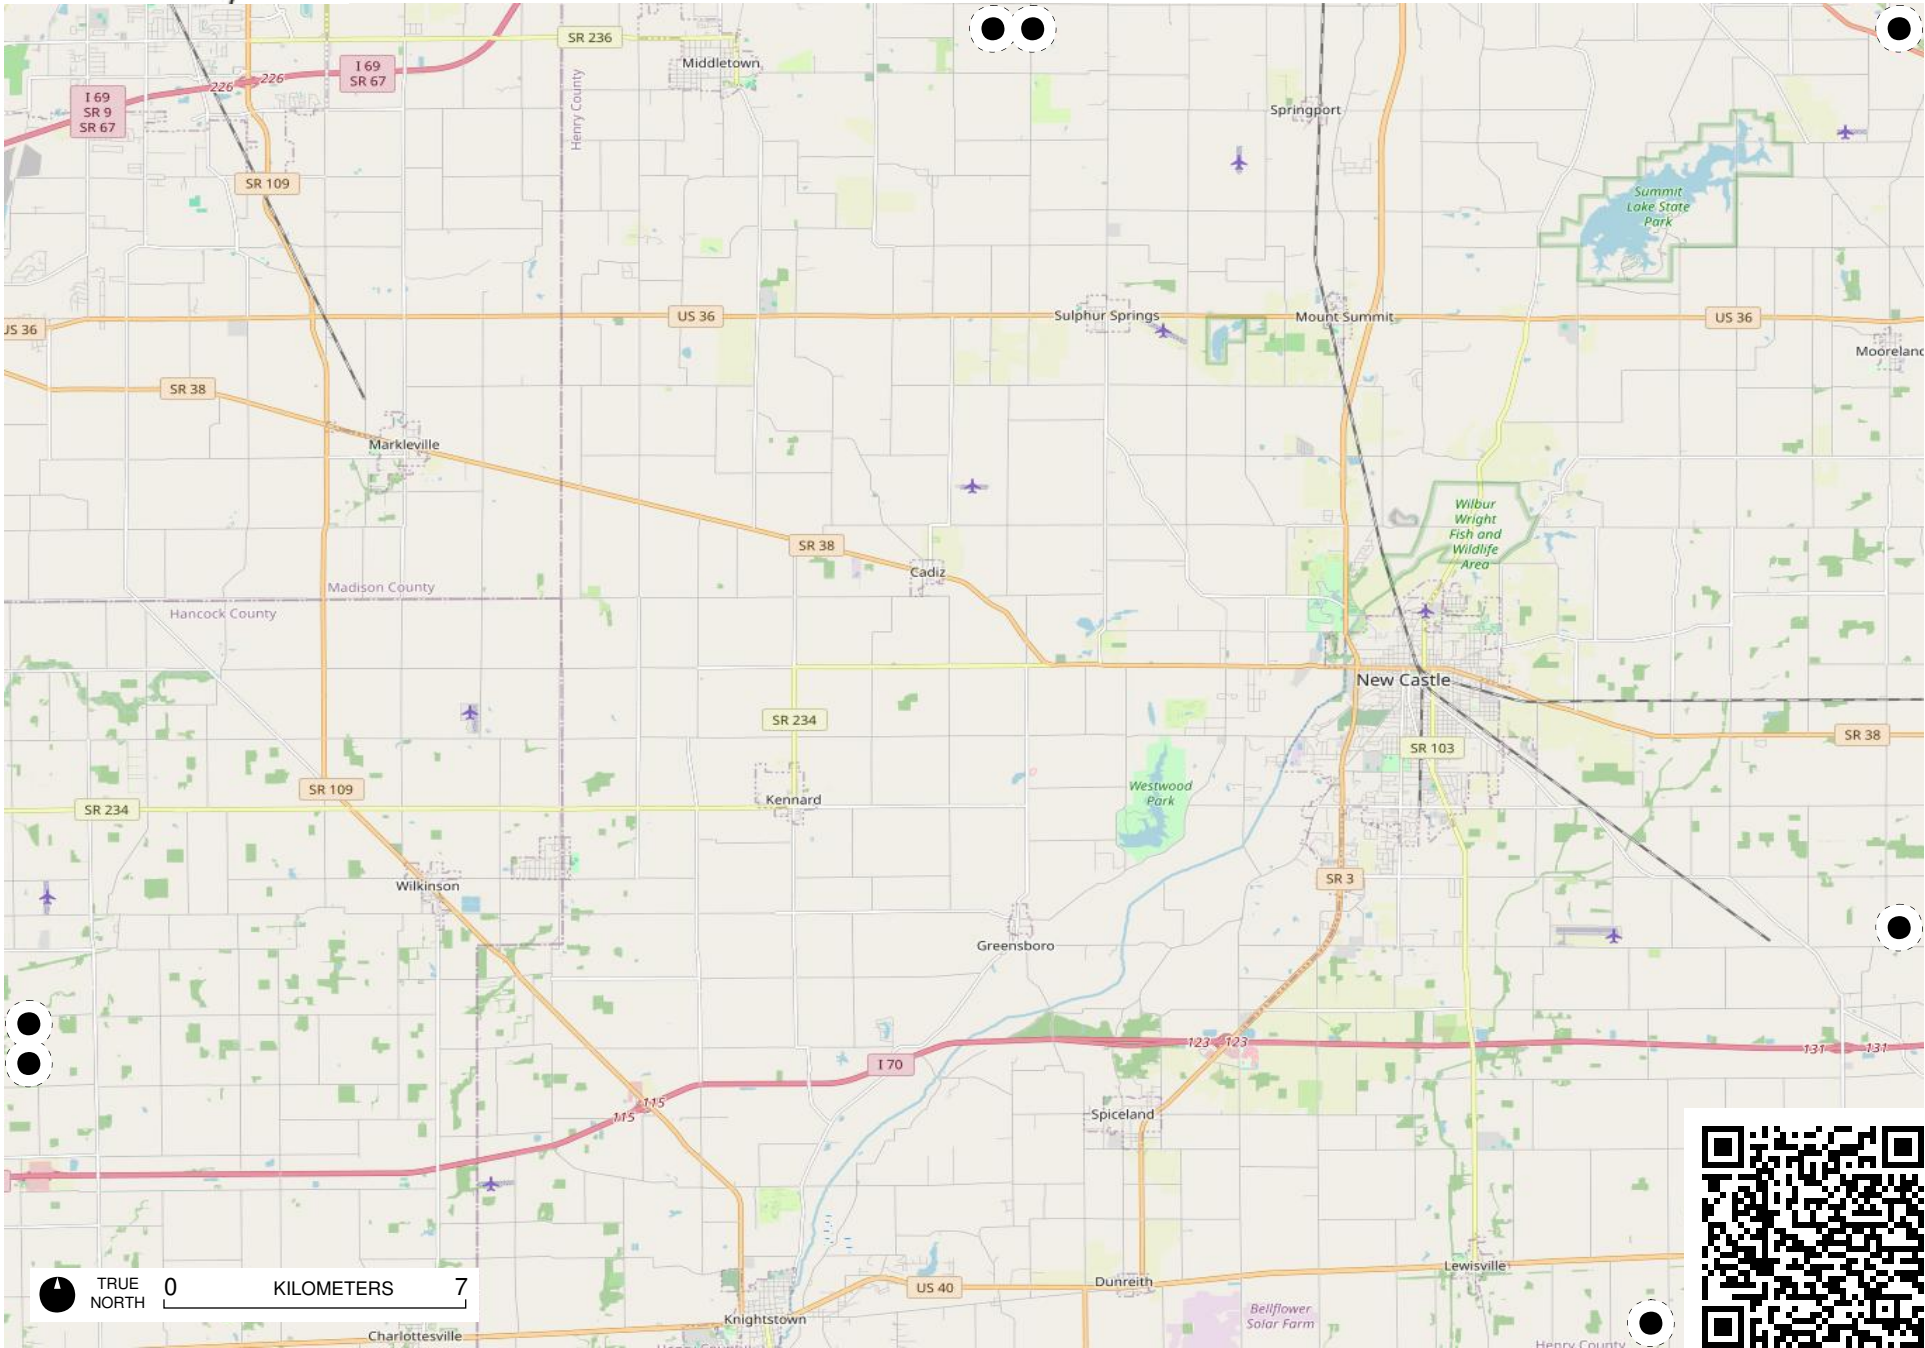 SR 236
Middletown
I 69
SR 67
226
226
I 69
SR 9
SR 67
Henry County
Springport
SR 109
Summit
Lake State
Park
US 36
US 36
Sulphur Springs
Mount Summit
US 36
Mooreland
SR 38
Markleville
Wilbur
Wright
Fish and
Wildlife
Area
SR 38
Cadiz
Madison County
Hancock County
New Castle
SR 234
SR 38
SR 103
SR 109
Westwood
Park
Kennard
SR 234
Wilkinson
SR 3
Greensboro
123
123
131
131
I 70
115
115
Spiceland
Lewisville
TRUE
NORTH
0
KILOMETERS
7
US 40
Dunreith
Bellflower
Solar Farm
Knightstown
Charlottesville
Henry County
Henry County